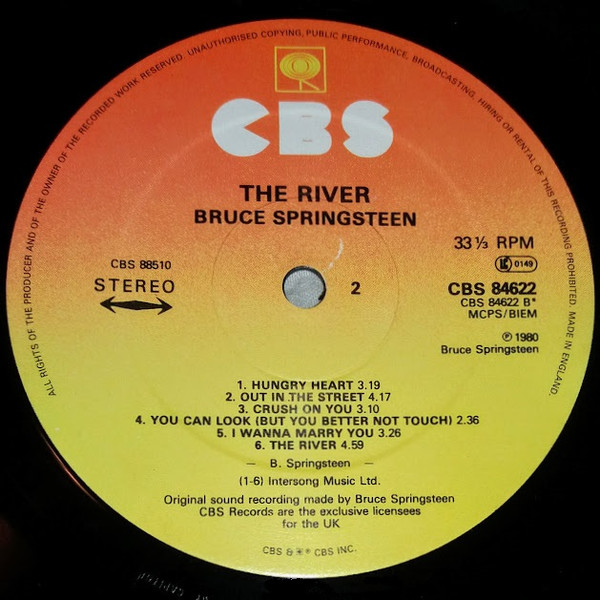 ALL RIGHTS OF THE PRODUCER AND OF THE OWNER OF THE RECORDED WORK RESERVED. UNAUTHORISED COPYING, PUBLIC PERFORMANCE, BROADCASTING, HIRING OR RENTAL OF THIS RECORDING PROHIBITED. MADE IN ENGLAND.
CBS
THE RIVER
BRUCE SPRINGSTEEN
33⅓ RPM
LC 0149
CBS 88510
STEREO
2
CBS 84622
CBS 84622 B*
MCPS/BIEM
℗ 1980
Bruce Springsteen
1. HUNGRY HEART 3.19
2. OUT IN THE STREET 4.17
3. CRUSH ON YOU 3.10
4. YOU CAN LOOK (BUT YOU BETTER NOT TOUCH) 2.36
5. I WANNA MARRY YOU 3.26
6. THE RIVER 4.59
— B. Springsteen —
(1-6) Intersong Music Ltd.
Original sound recording made by Bruce Springsteen
CBS Records are the exclusive licensees
for the UK
CBS & CBS INC.